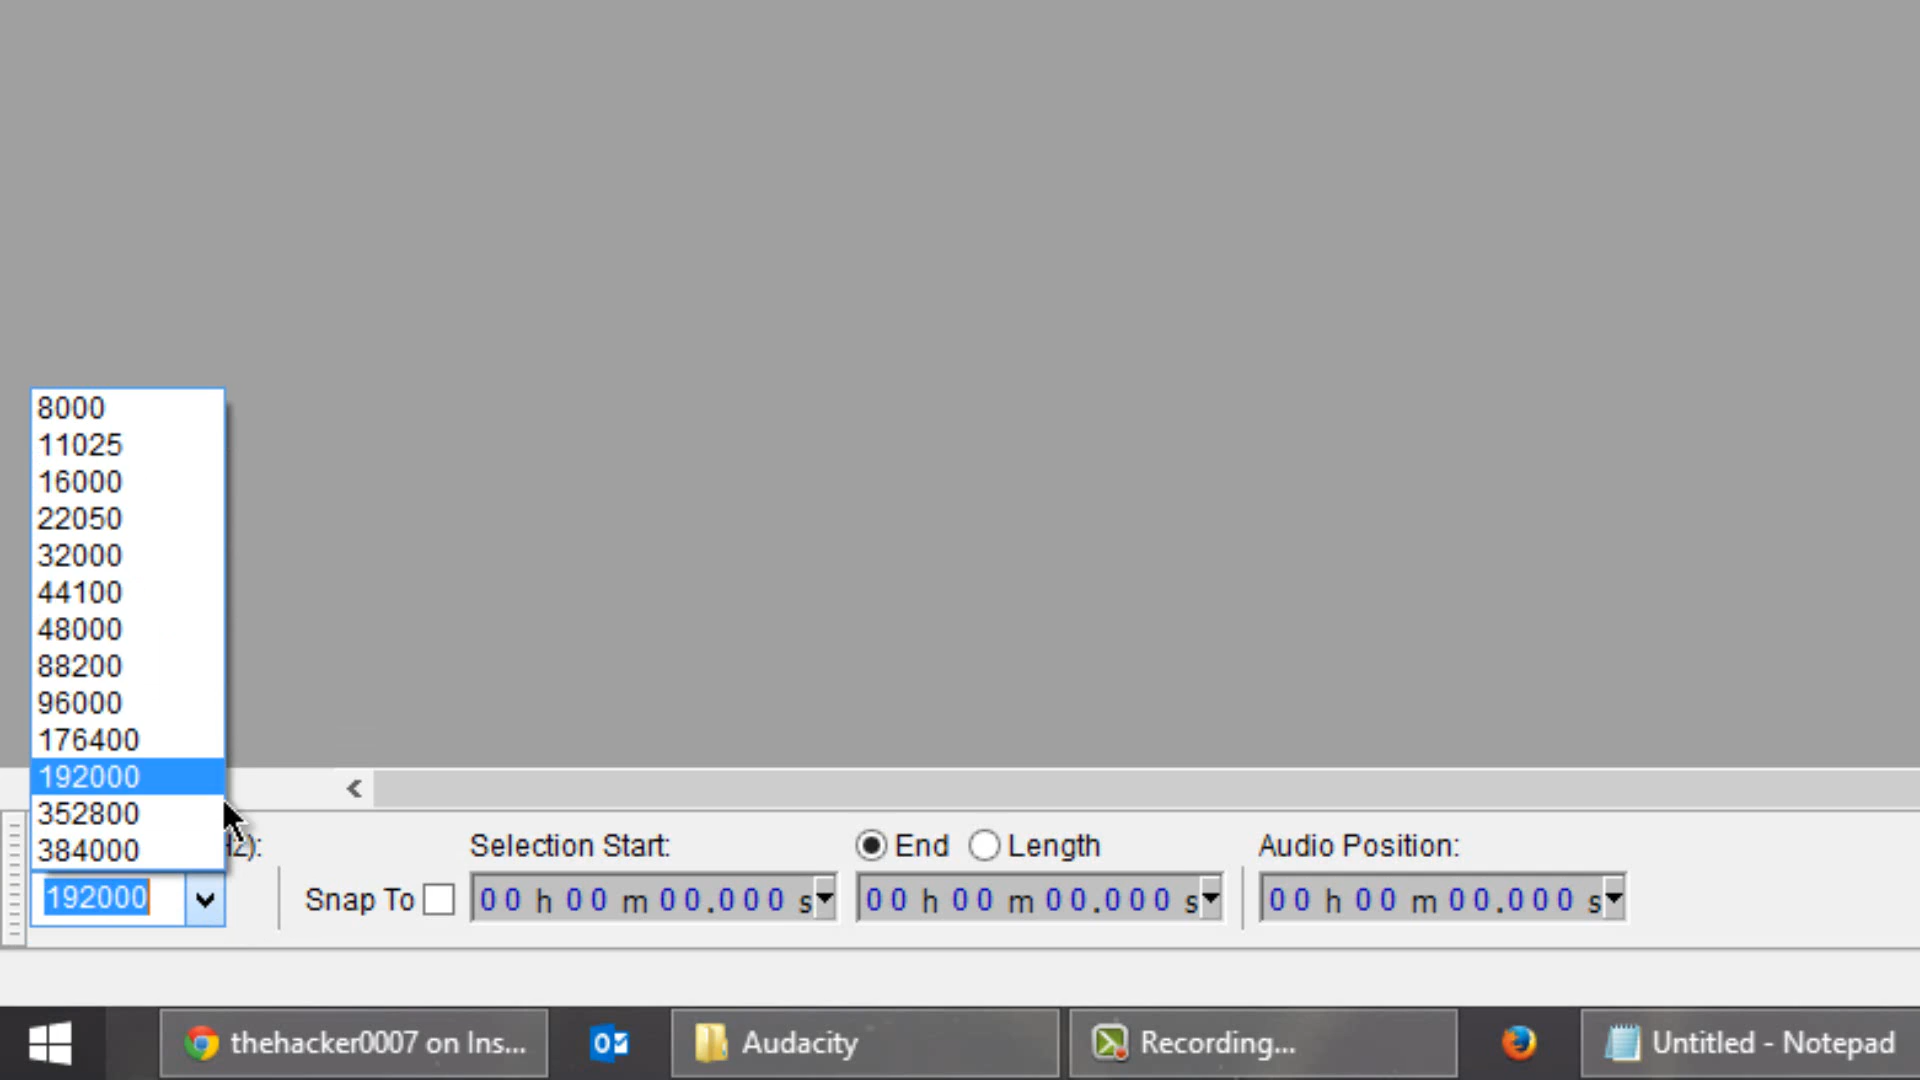 8000
11025
16000
22050
32000
44100
48000
88200
96000
176400
192000
352800
384000
Hz):
192000
Snap To
Selection Start:
00 h 00 m 00.000 s
End
Length
00 h 00 m 00.000 s
Audio Position:
00 h 00 m 00.000 s
thehacker0007 on Ins...
Audacity
Recording...
Untitled - Notepad